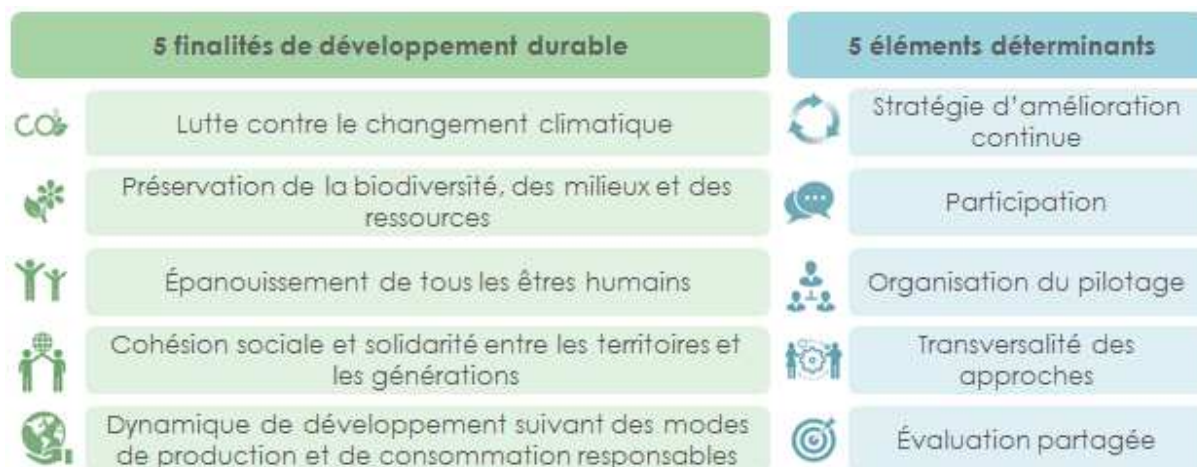 5 finalités de développement durable
Lutte contre le changement climatique
Préservation de la biodiversité, des milieux et des
ressources
Épanouissement de tous les êtres humains
Cohésion sociale et solidarité entre les territoires et
les générations
Dynamique de développement suivant des modes
de production et de consommation responsables
5 éléments déterminants
Stratégie d'amélioration
continue
Participation
Organisation du pilotage
Transversalité des
approches
Évaluation partagée